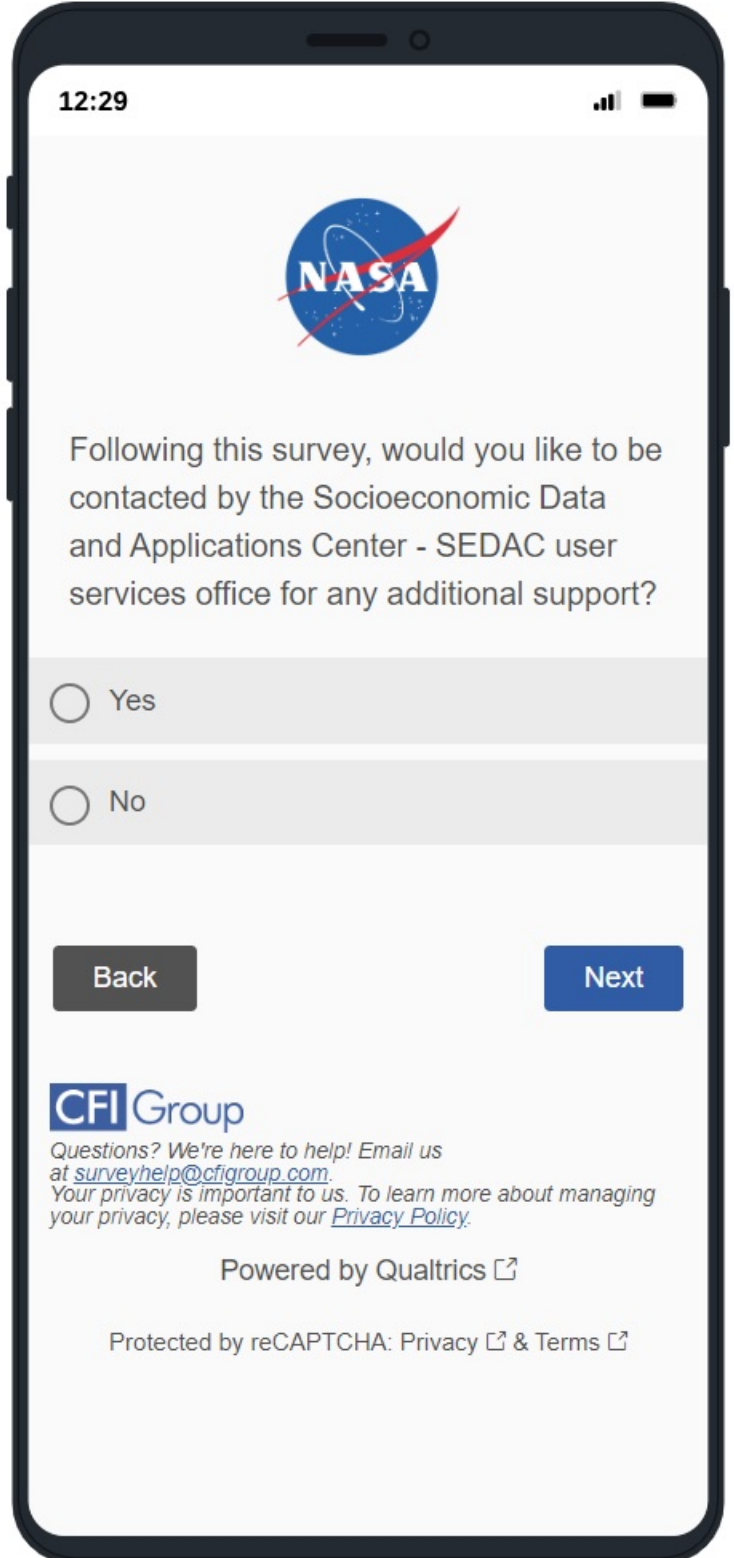 12:29
NASA
Following this survey, would you like to be
contacted by the Socioeconomic Data
and Applications Center - SEDAC user
services office for any additional support?
Yes
No
Back
Next
CFI Group
Questions? We're here to help! Email us
at surveyhelp@cfigroup.com.
Your privacy is important to us. To learn more about managing
your privacy, please visit our Privacy Policy.
Powered by Qualtrics
Protected by reCAPTCHA: Privacy & Terms